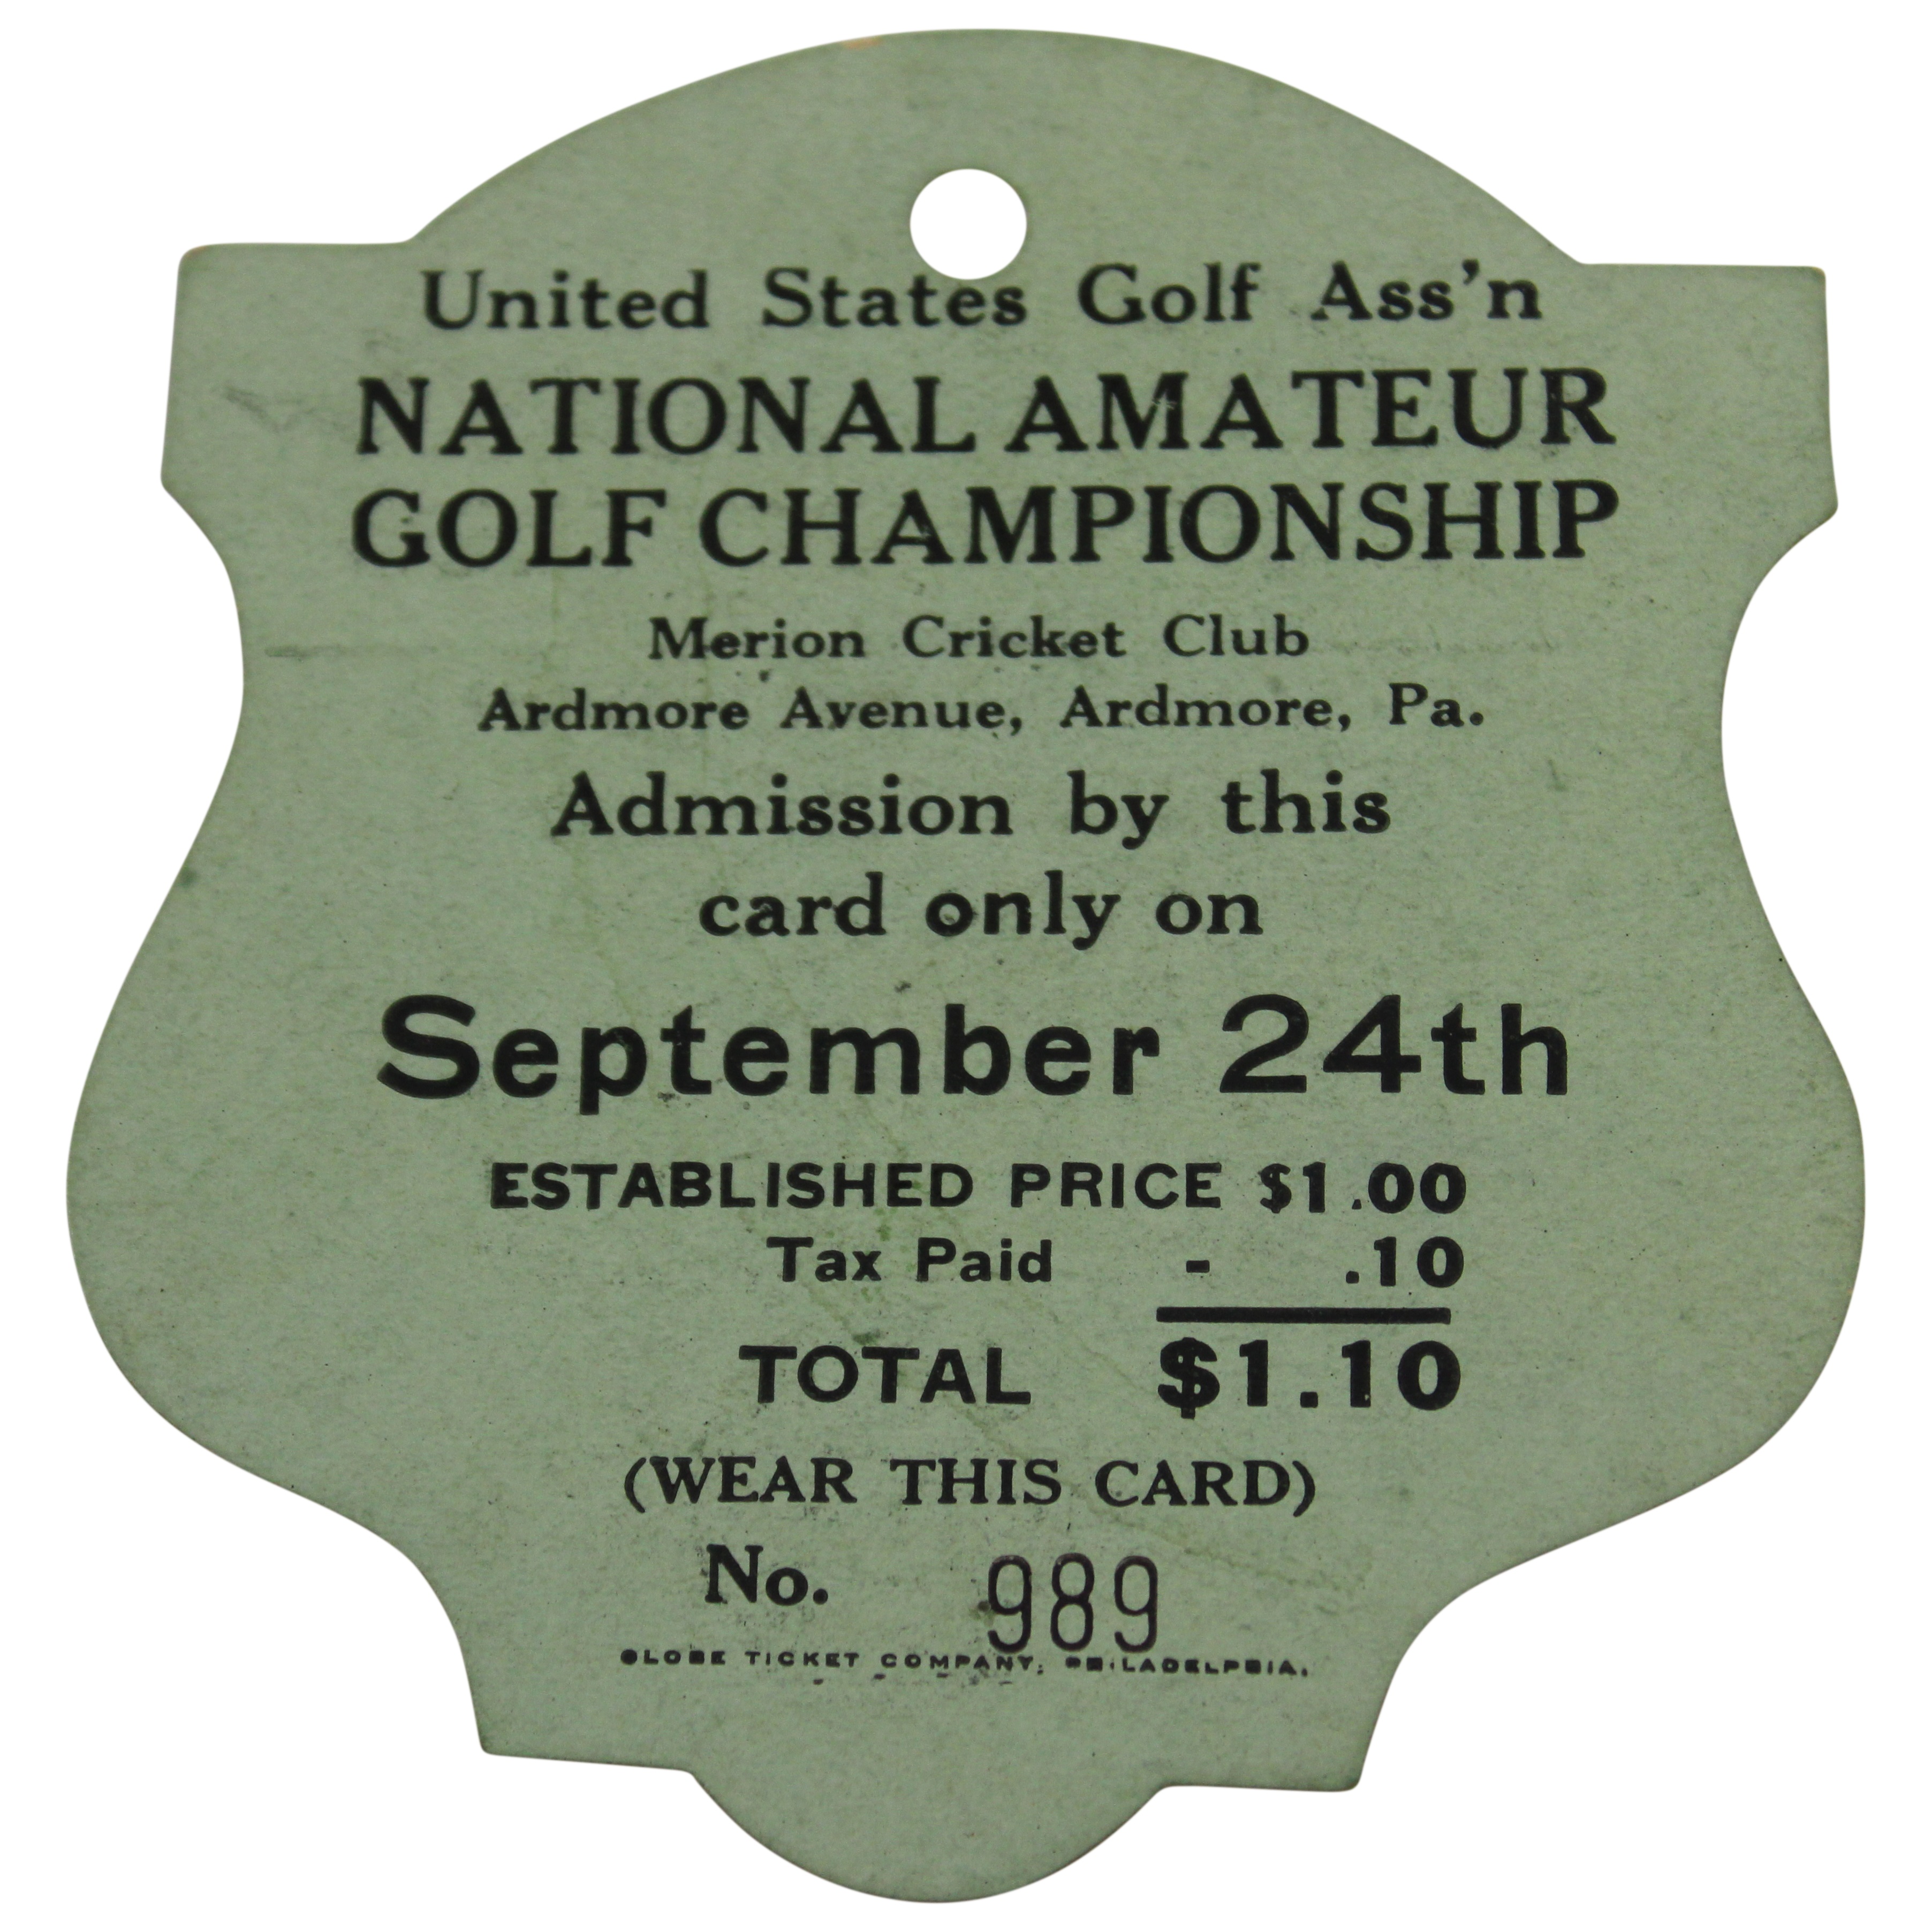 United States Golf Ass'n
NATIONAL AMATEUR
GOLF CHAMPIONSHIP
Merion Cricket Club
Ardmore Avenue, Ardmore, Pa.
Admission by this
card only on
September 24th
ESTABLISHED PRICE $1.00
Tax Paid - .10
TOTAL $1.10
(WEAR THIS CARD)
No. 989
GLOBE TICKET COMPANY, PHILADELPHIA.